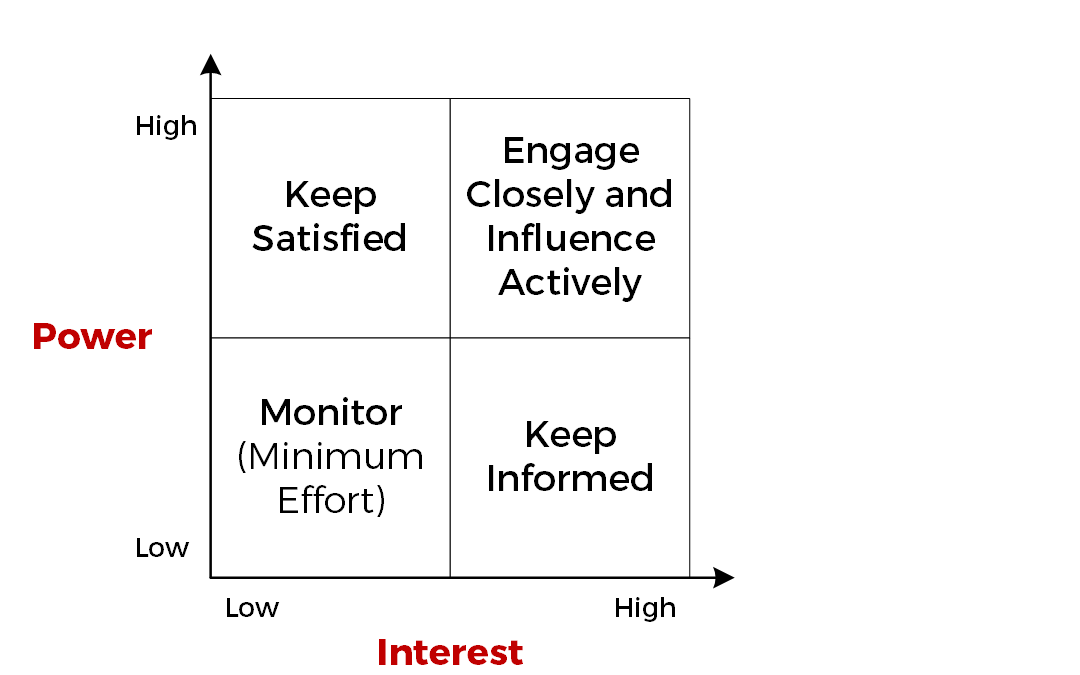 High
Keep
Satisfied
Engage
Closely and
Influence
Actively
Power
Monitor
(Minimum
Effort)
Keep
Informed
Low
Low
High
Interest